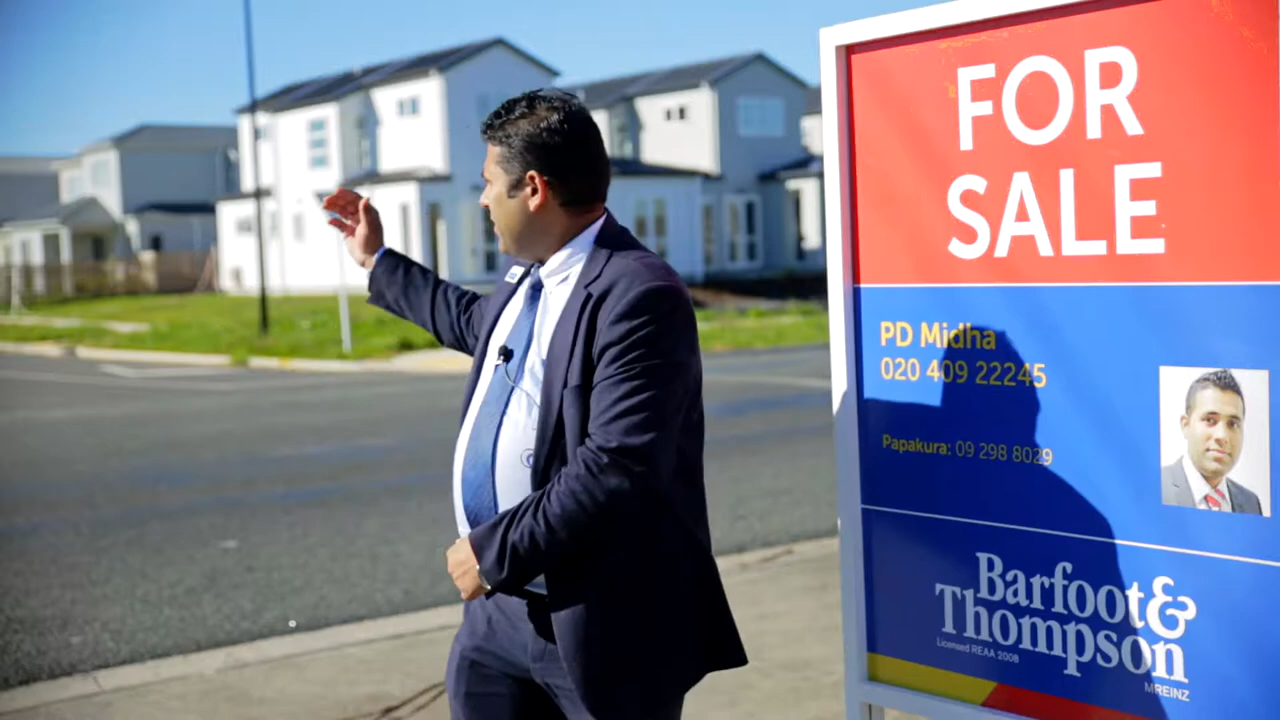 FOR
SALE
PD Midha
020 409 22245
Papakura: 09 298 8029
Barfoot&
Thompson
Licensed REAA 2008
MREINZ